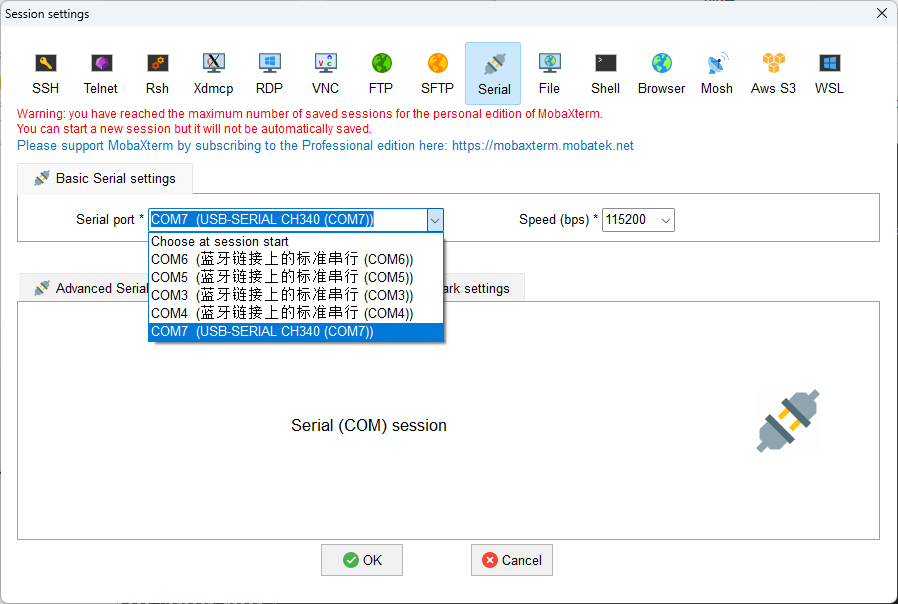 Session settings
SSH Telnet Rsh Xdmcp RDP VNC FTP SFTP Serial File Shell Browser Mosh Aws S3 WSL
Warning: you have reached the maximum number of saved sessions for the personal edition of MobaXterm.
You can start a new session but it will not be automatically saved.
Please support MobaXterm by subscribing to the Professional edition here: https://mobaxterm.mobatek.net
Basic Serial settings
Serial port * COM7 (USB-SERIAL CH340 (COM7)) Speed (bps) * 115200
Choose at session start
COM6 (蓝牙链接上的标准串行 (COM6))
COM5 (蓝牙链接上的标准串行 (COM5))
COM3 (蓝牙链接上的标准串行 (COM3))
COM4 (蓝牙链接上的标准串行 (COM4))
COM7 (USB-SERIAL CH340 (COM7))
Advanced Serial ark settings
Serial (COM) session
OK Cancel